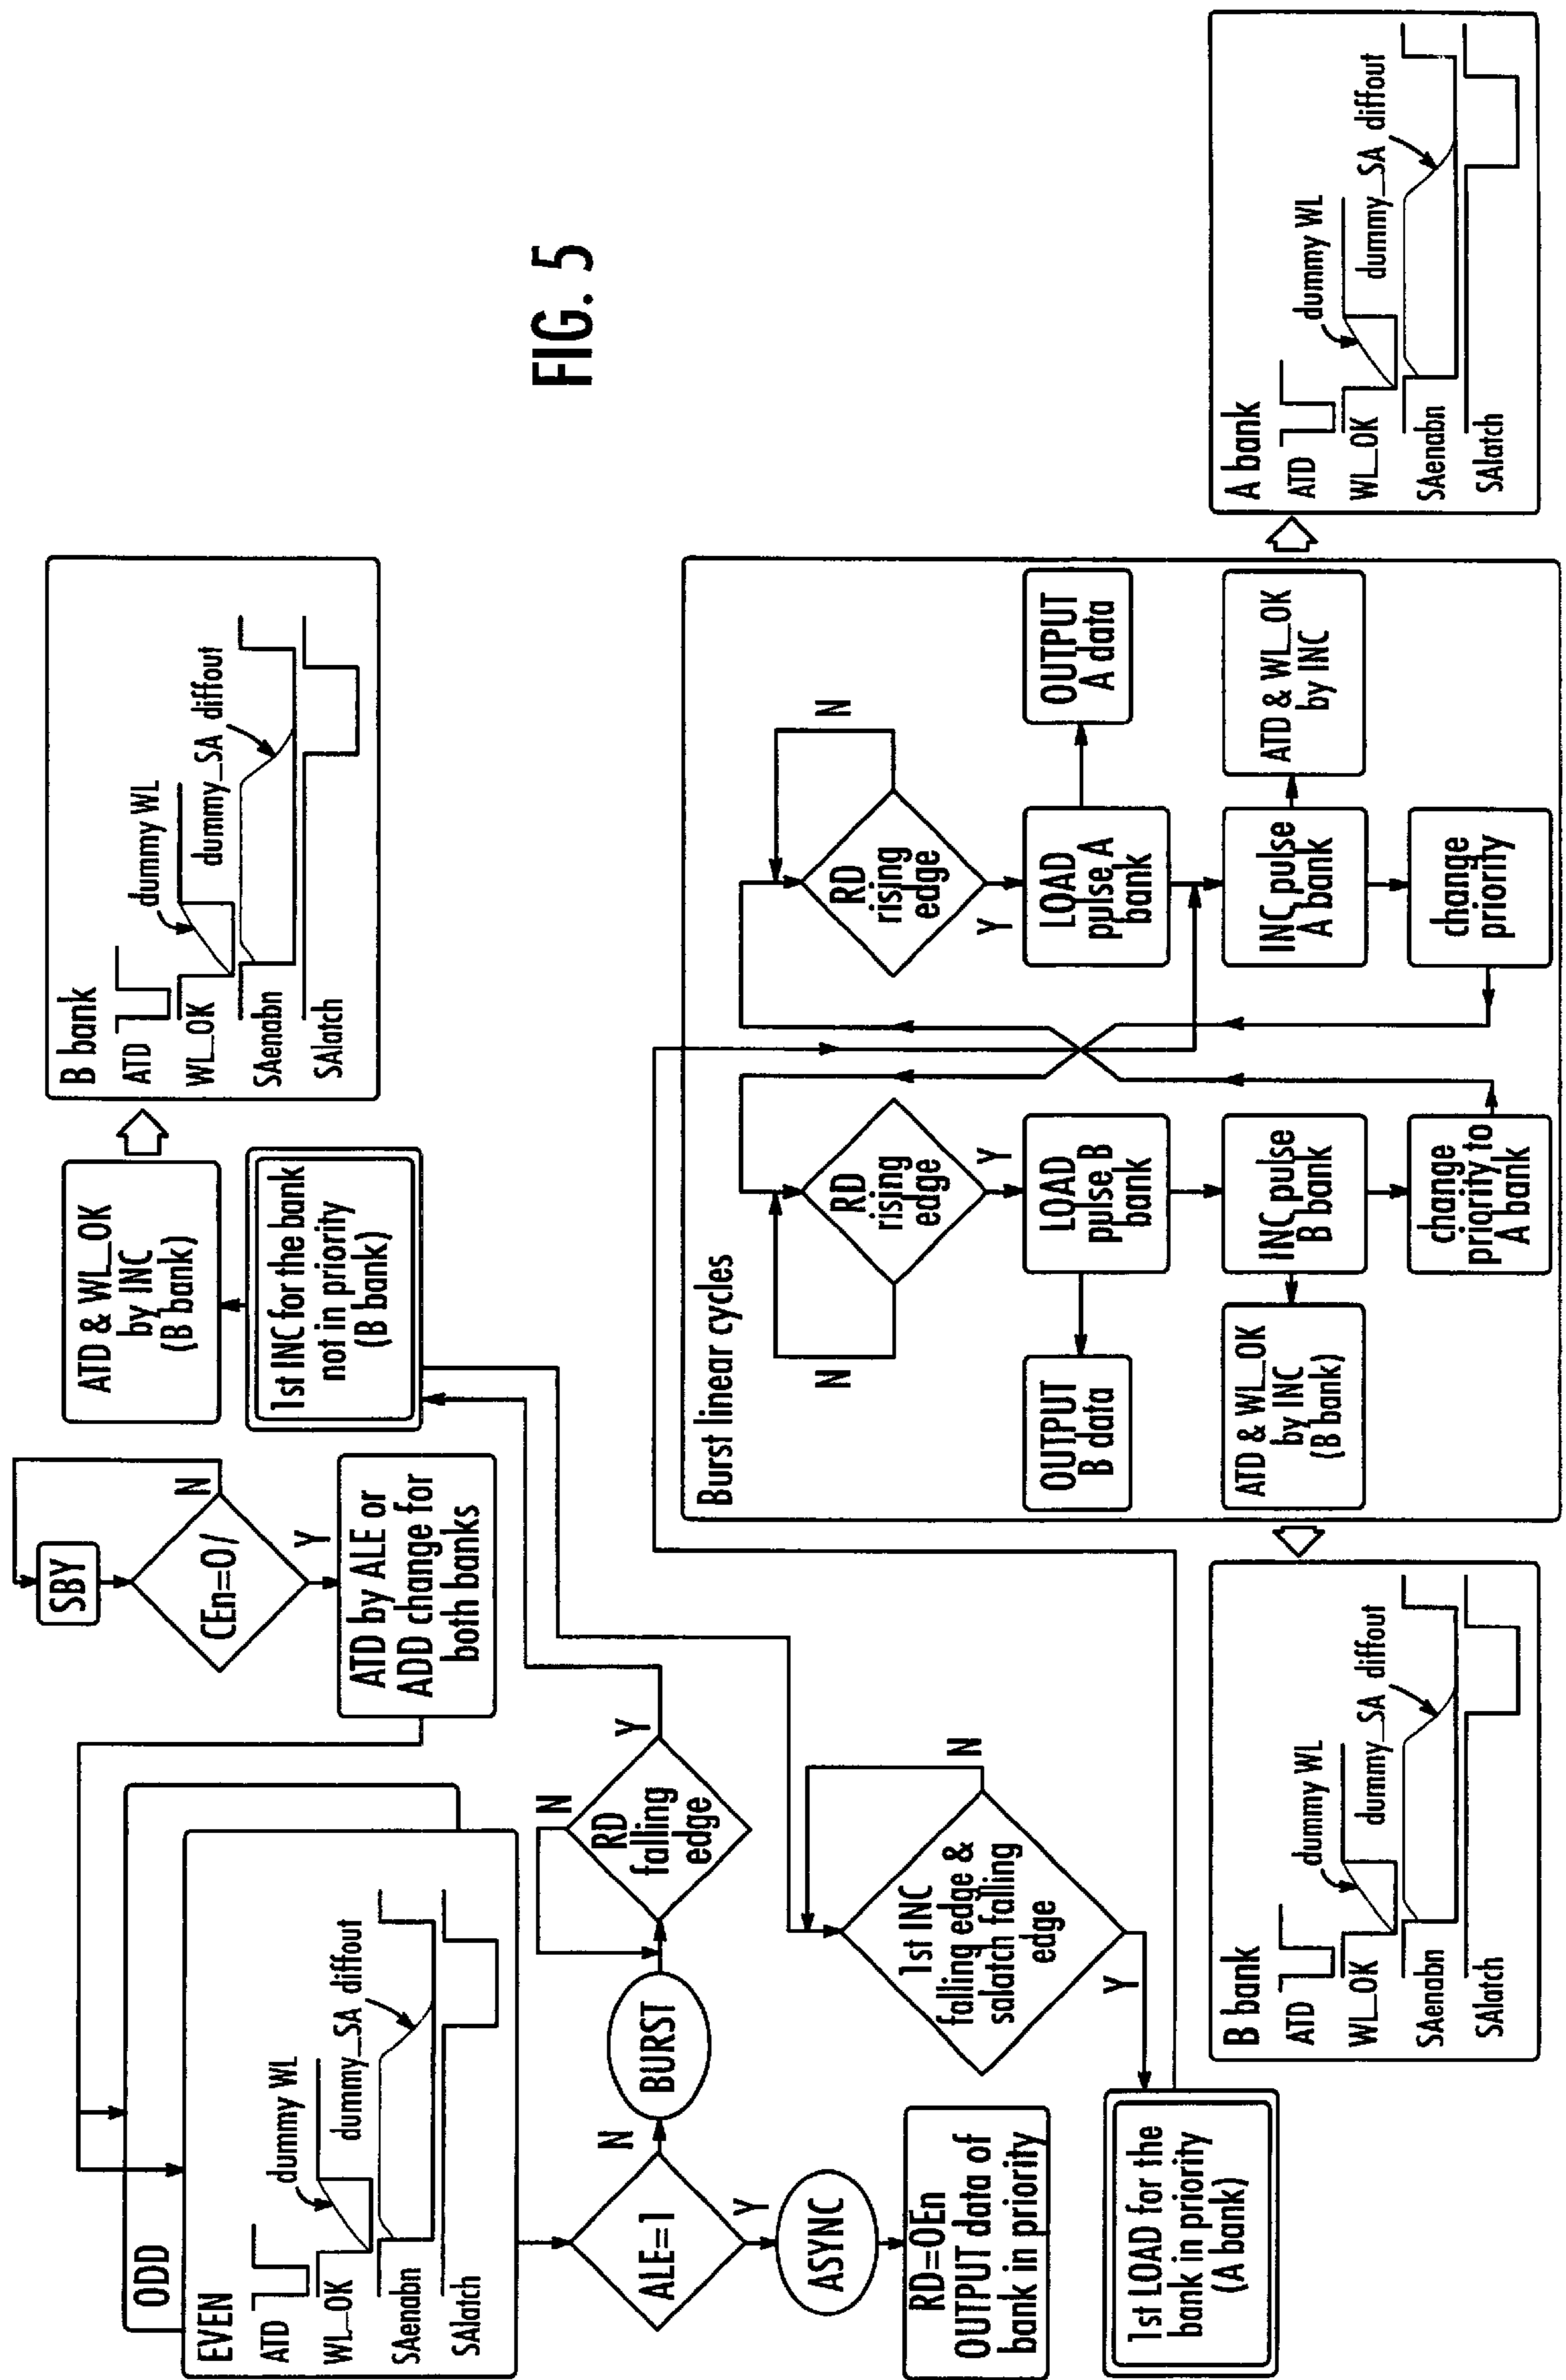 FIG. 5
SBY
CEn=0/
N
Y
ATD by ALE or
ADD change for
both banks
ODD
EVEN
ATD
WL_OK
SAenabn
SAlatch
dummy WL
dummy_SA diffout
ALE=1
N
Y
ASYNC
RD=OEn
OUTPUT data of
bank in priority
BURST
RD
falling
edge
N
Y
1st INC for the bank
not in priority
(B bank)
ATD & WL_OK
by INC
(B bank)
B bank
ATD
WL_OK
SAenabn
SAlatch
dummy WL
dummy_SA diffout
1st INC
falling edge &
salatch falling
edge
N
Y
1st LOAD for the
bank in priority
(A bank)
Burst linear cycles
RD
rising
edge
N
Y
LOAD
pulse B
bank
OUTPUT
B data
INC pulse
B bank
ATD & WL_OK
by INC
(B bank)
change
priority to
A bank
RD
rising
edge
N
Y
LOAD
pulse A
bank
OUTPUT
A data
INC pulse
A bank
ATD & WL_OK
by INC
change
priority
B bank
ATD
WL_OK
SAenabn
SAlatch
dummy WL
dummy_SA diffout
A bank
ATD
WL_OK
SAenabn
SAlatch
dummy WL
dummy_SA diffout